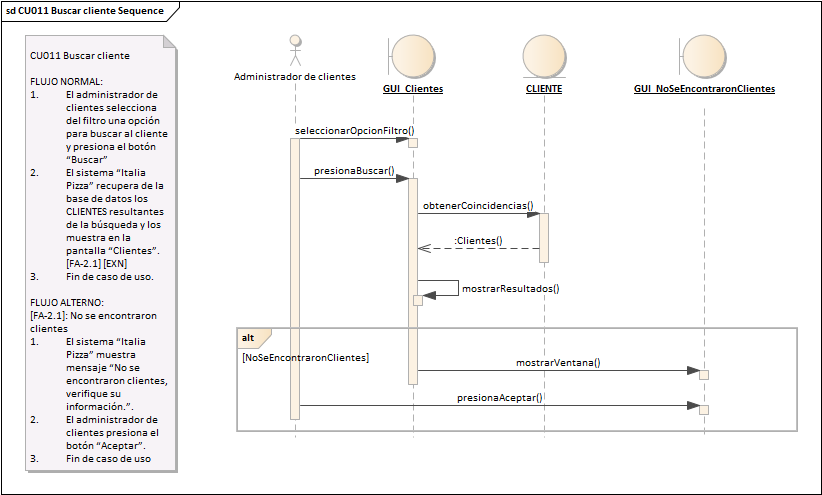 sd CU011 Buscar cliente Sequence
CU011 Buscar cliente
FLUJO NORMAL:
1. El administrador de
clientes selecciona
del filtro una opción
para buscar al cliente
y presiona el botón
“Buscar”
2. El sistema “Italia
Pizza” recupera de la
base de datos los
CLIENTES resultantes
de la búsqueda y los
muestra en la
pantalla “Clientes”.
[FA-2.1] [EXN]
3. Fin de caso de uso.
FLUJO ALTERNO:
[FA-2.1]: No se encontraron
clientes
1. El sistema “Italia
Pizza” muestra
mensaje “No se
encontraron clientes,
verifique su
información.”.
2. El administrador de
clientes presiona el
botón “Aceptar”.
3. Fin de caso de uso
Administrador de clientes
GUI_Clientes
CLIENTE
GUI_NoSeEncontraronClientes
seleccionarOpcionFiltro()
presionaBuscar()
obtenerCoincidencias()
:Clientes()
mostrarResultados()
alt
[NoSeEncontraronClientes]
mostrarVentana()
presionaAceptar()